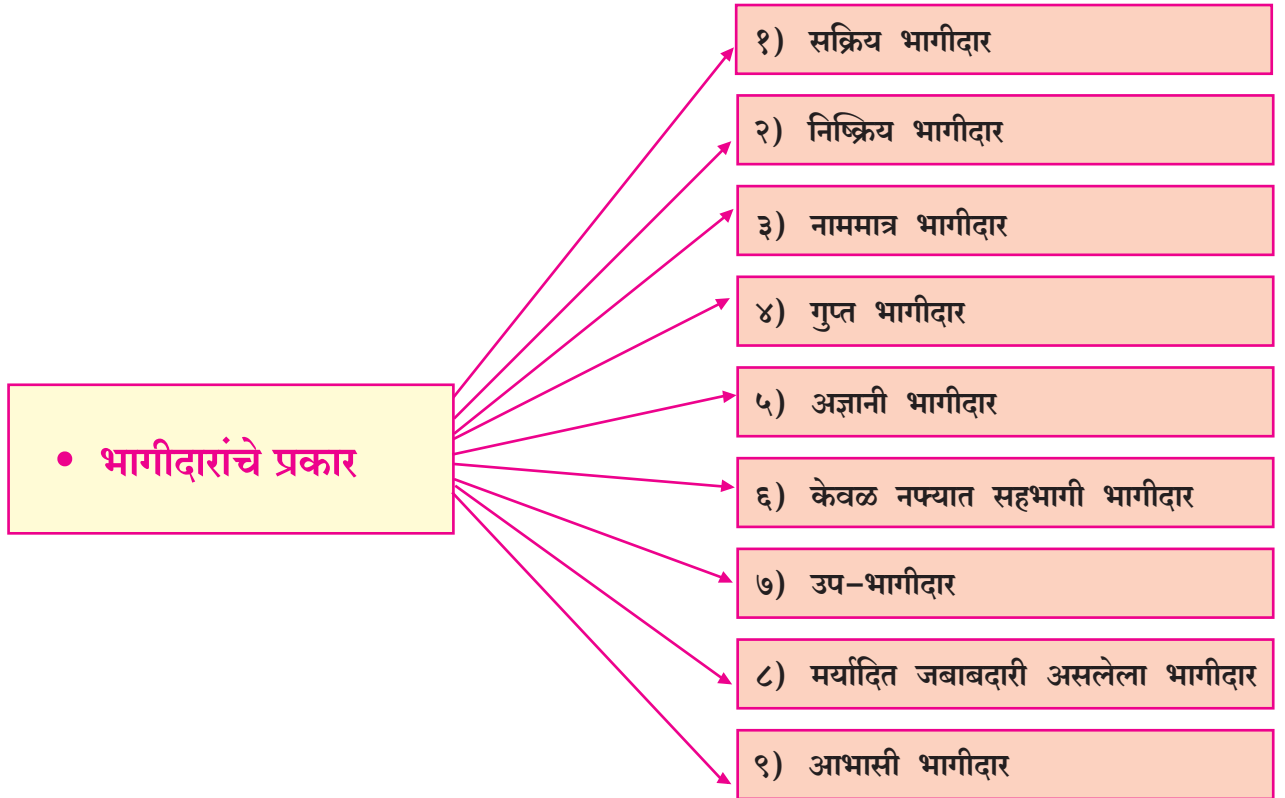 • भागीदारांचे प्रकार
१) सक्रिय भागीदार
२) निष्क्रिय भागीदार
३) नाममात्र भागीदार
४) गुप्त भागीदार
५) अज्ञानी भागीदार
६) केवळ नफ्यात सहभागी भागीदार
७) उप-भागीदार
८) मर्यादित जबाबदारी असलेला भागीदार
९) आभासी भागीदार